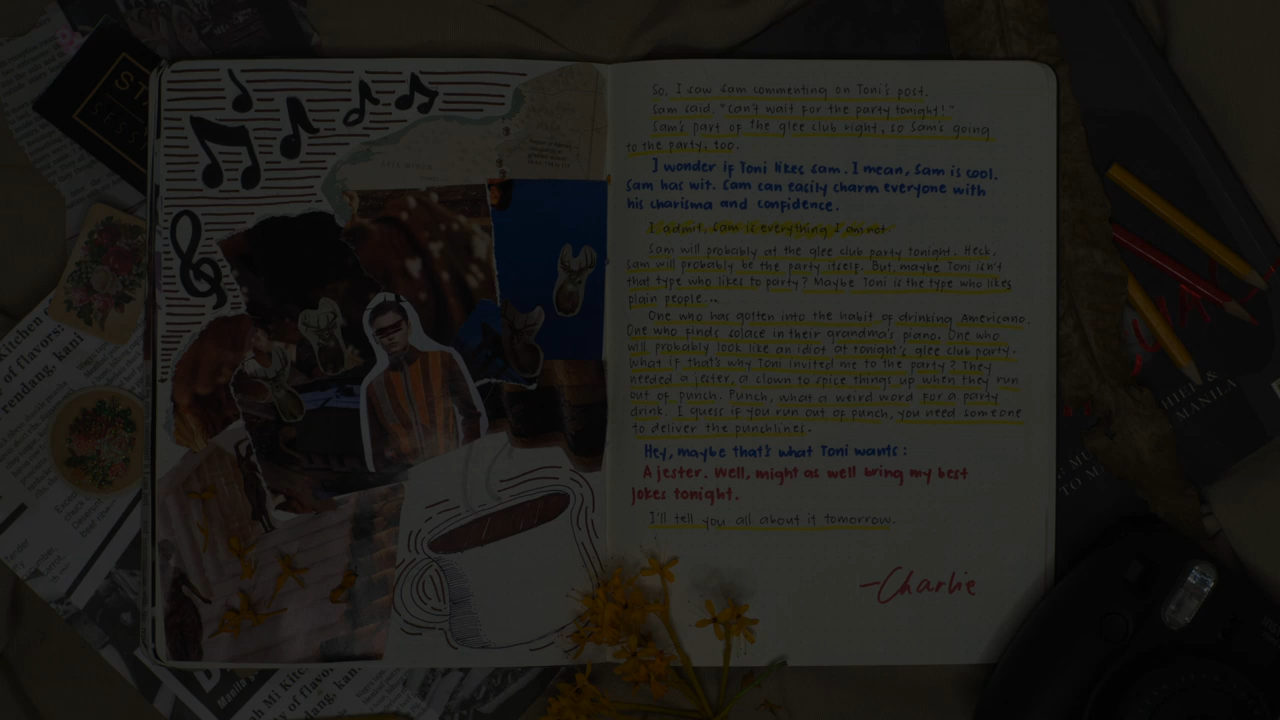 So, I saw Sam commenting on Toni's post.
Sam said, "can't wait for the party tonight!"
Sam's part of the glee club right, so Sam's going
to the party, too.
I wonder if Toni likes Sam. I mean, Sam is cool.
Sam has wit. Sam can easily charm everyone with
his charisma and confidence.
I admit, Sam is everything I am not.
Sam will probably at the glee club party tonight. Heck,
Sam will probably be the party itself. But, maybe Toni isn't
that type who likes to party? Maybe Toni is the type who likes
plain people...
One who has gotten into the habit of drinking Americano.
One who finds solace in their grandma's piano. One who
will probably look like an idiot at tonight's glee club party.
What if that's why Toni invited me to the party? They
needed a jester, a clown to spice things up when they run
out of punch. Punch, what a weird word for a party
drink. I guess if you run out of punch, you need someone
to deliver the punchlines.
Hey, maybe that's what Toni wants:
A jester. Well, might as well bring my best
jokes tonight.
I'll tell you all about it tomorrow.
-Charlie
Kitchen
of flavors:
rendang, kani
MANILA